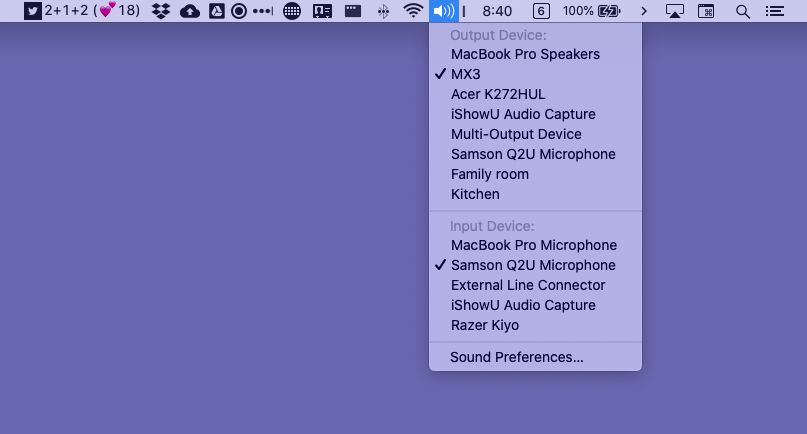 2+1+2 (💕18) 8:40 6 100%
Output Device:
MacBook Pro Speakers
✓ MX3
Acer K272HUL
iShowU Audio Capture
Multi-Output Device
Samson Q2U Microphone
Family room
Kitchen
Input Device:
MacBook Pro Microphone
✓ Samson Q2U Microphone
External Line Connector
iShowU Audio Capture
Razer Kiyo
Sound Preferences...